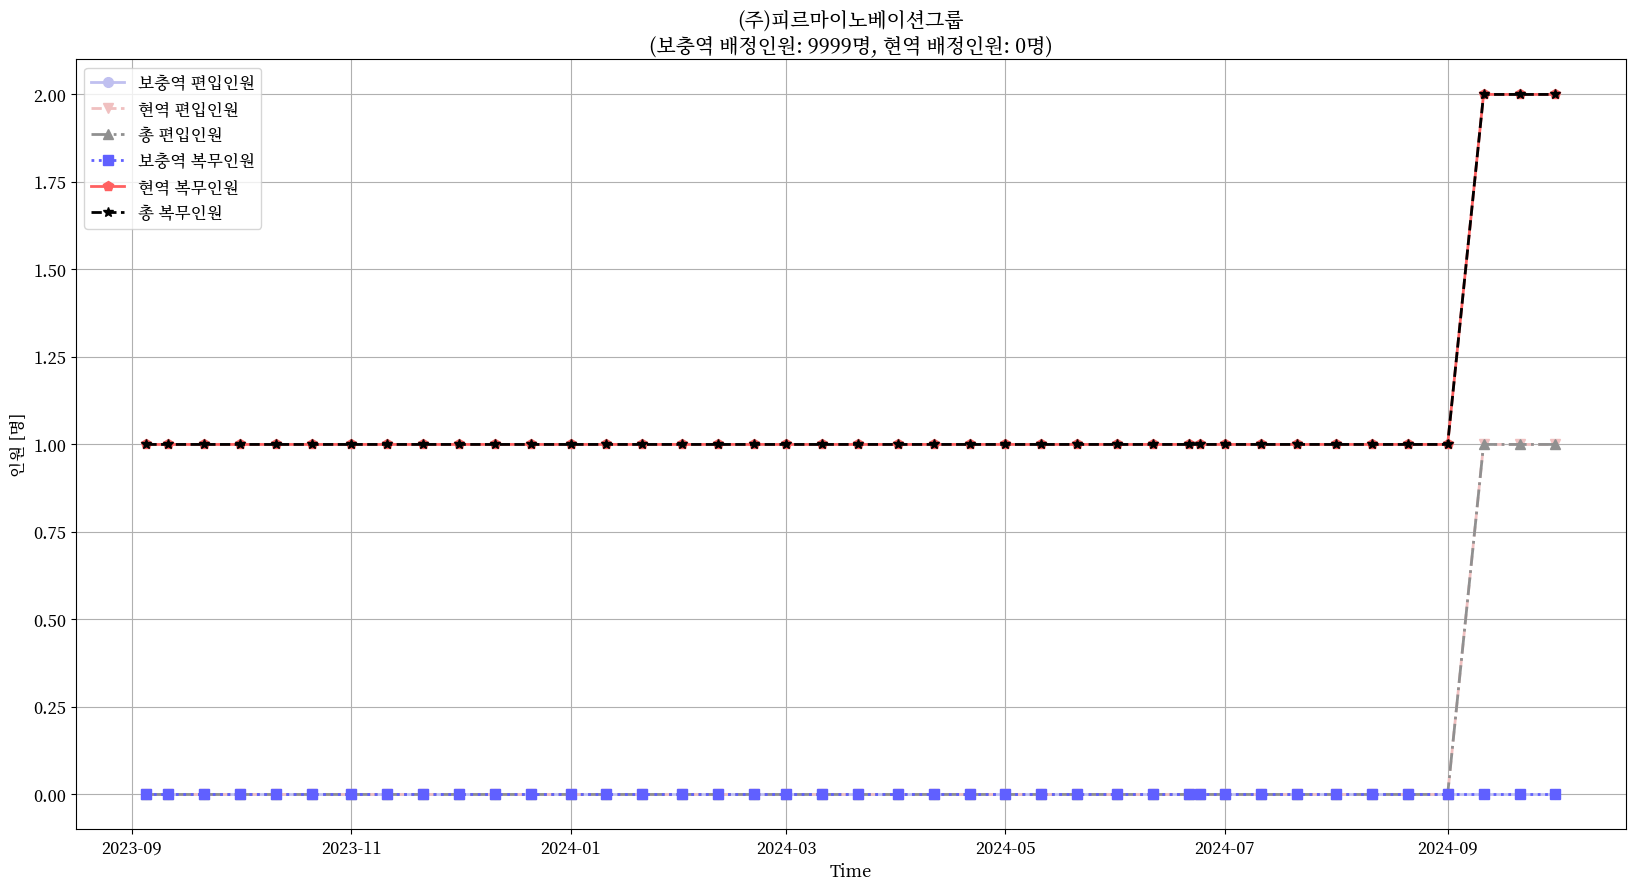 (주)피르마이노베이션그룹
(보충역 배정인원: 9999명, 현역 배정인원: 0명)
보충역 편입인원
현역 편입인원
총 편입인원
보충역 복무인원
현역 복무인원
총 복무인원
2.00
1.75
1.50
1.25
1.00
0.75
0.50
0.25
0.00
인원 [명]
2023-09
2023-11
2024-01
2024-03
2024-05
2024-07
2024-09
Time